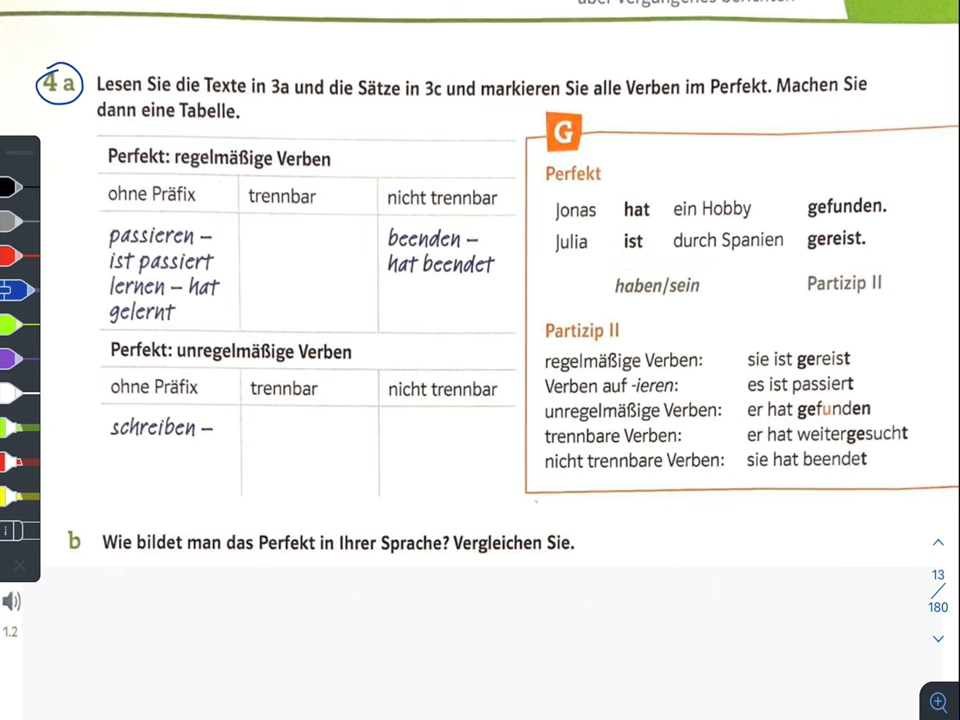 4 a Lesen Sie die Texte in 3a und die Sätze in 3c und markieren Sie alle Verben im Perfekt. Machen Sie
dann eine Tabelle.
Perfekt: regelmäßige Verben
ohne Präfix trennbar nicht trennbar
passieren –
ist passiert
lernen – hat
gelernt
beenden –
hat beendet
Perfekt: unregelmäßige Verben
ohne Präfix trennbar nicht trennbar
schreiben –
G
Perfekt
Jonas hat ein Hobby gefunden.
Julia ist durch Spanien gereist.
haben/sein Partizip II
Partizip II
regelmäßige Verben: sie ist gereist
Verben auf -ieren: es ist passiert
unregelmäßige Verben: er hat gefunden
trennbare Verben: er hat weitergesucht
nicht trennbare Verben: sie hat beendet
b Wie bildet man das Perfekt in Ihrer Sprache? Vergleichen Sie.
1.2
13
180